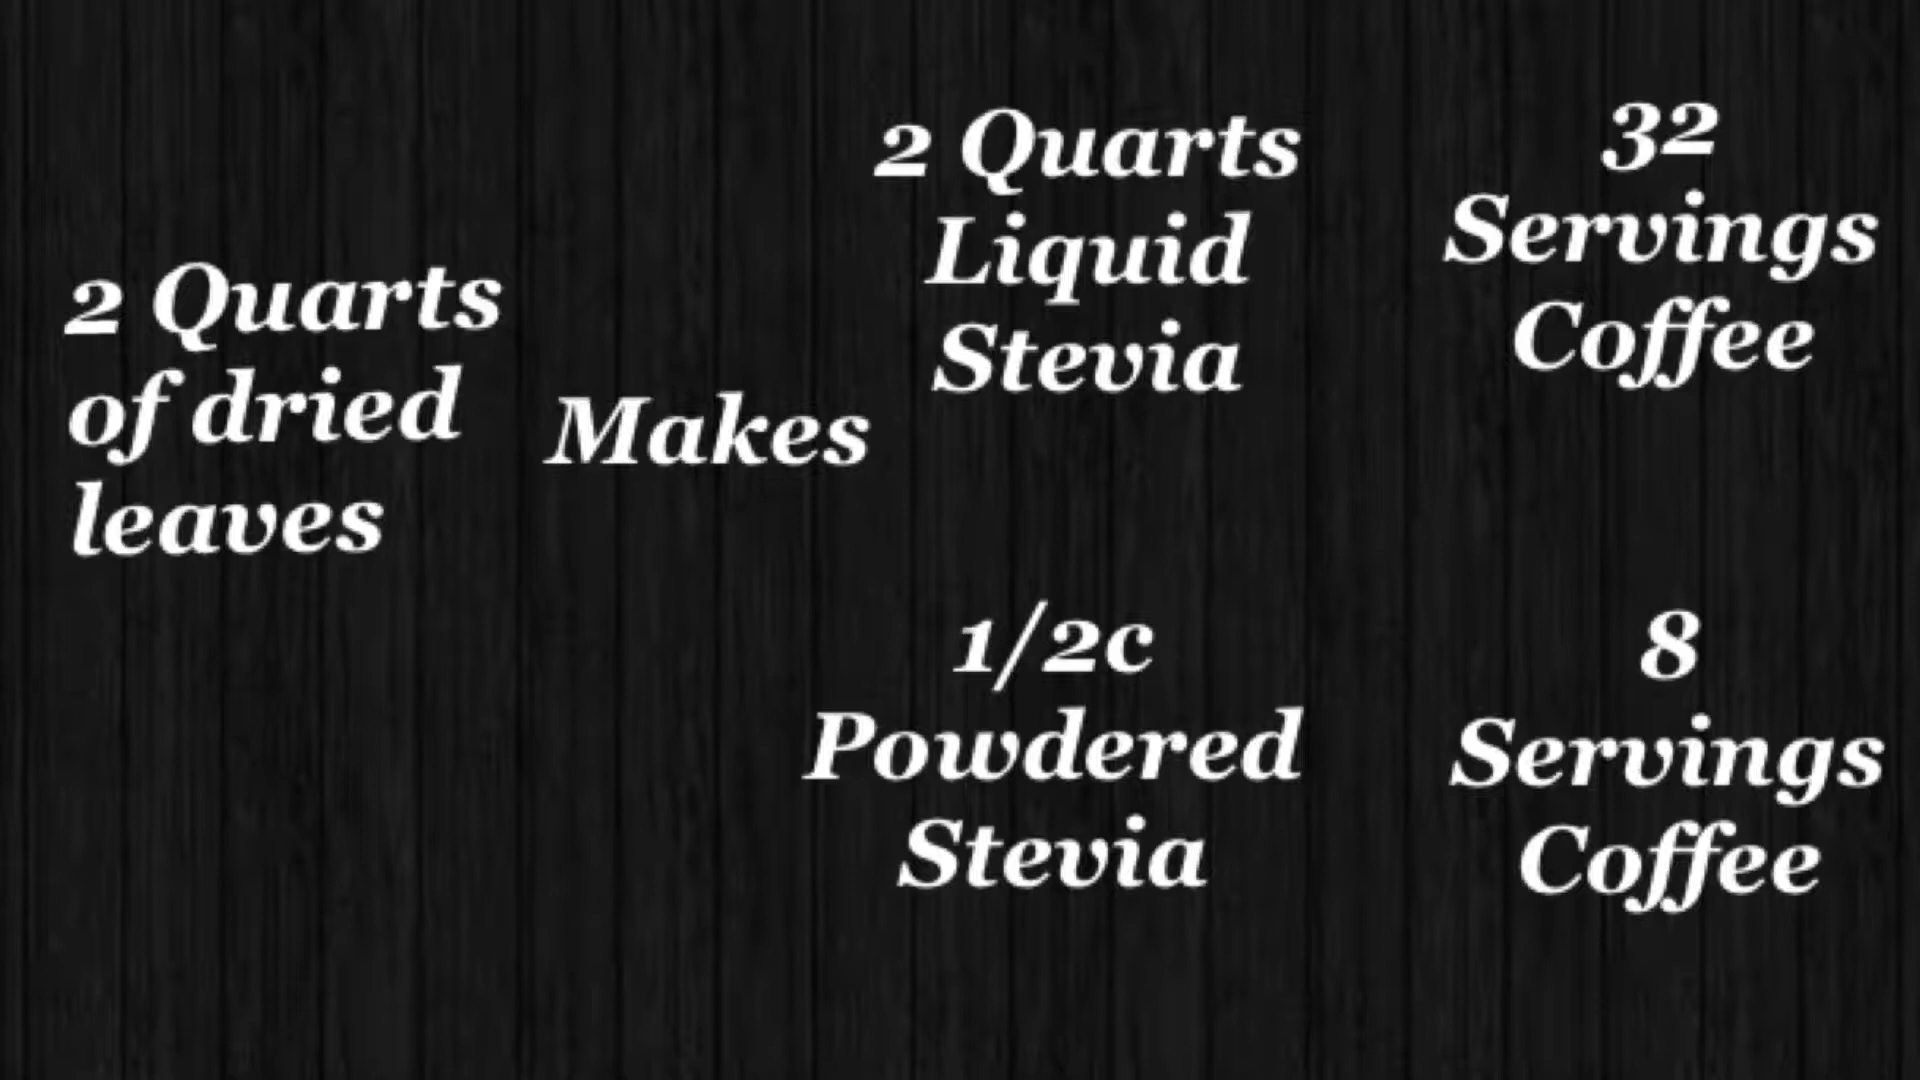 2 Quarts
of dried
leaves
Makes
2 Quarts
Liquid
Stevia
32
Servings
Coffee
1/2c
Powdered
Stevia
8
Servings
Coffee